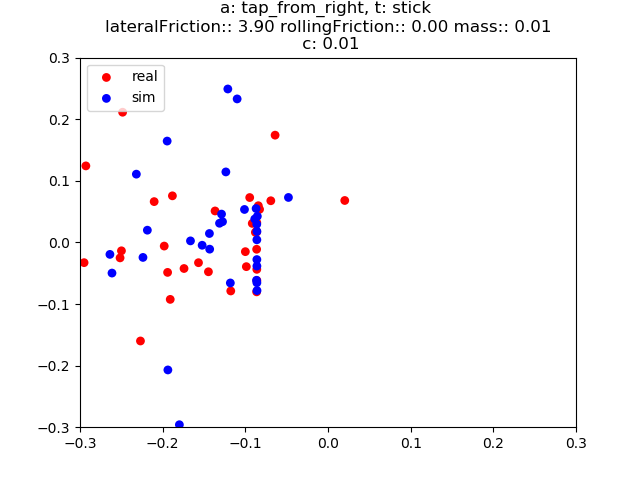 a: tap_from_right, t: stick
lateralFriction:: 3.90 rollingFriction:: 0.00 mass:: 0.01
c: 0.01
0.3
real
sim
0.2
0.1
0.0
−0.1
−0.2
−0.3
−0.3 −0.2 −0.1 0.0 0.1 0.2 0.3